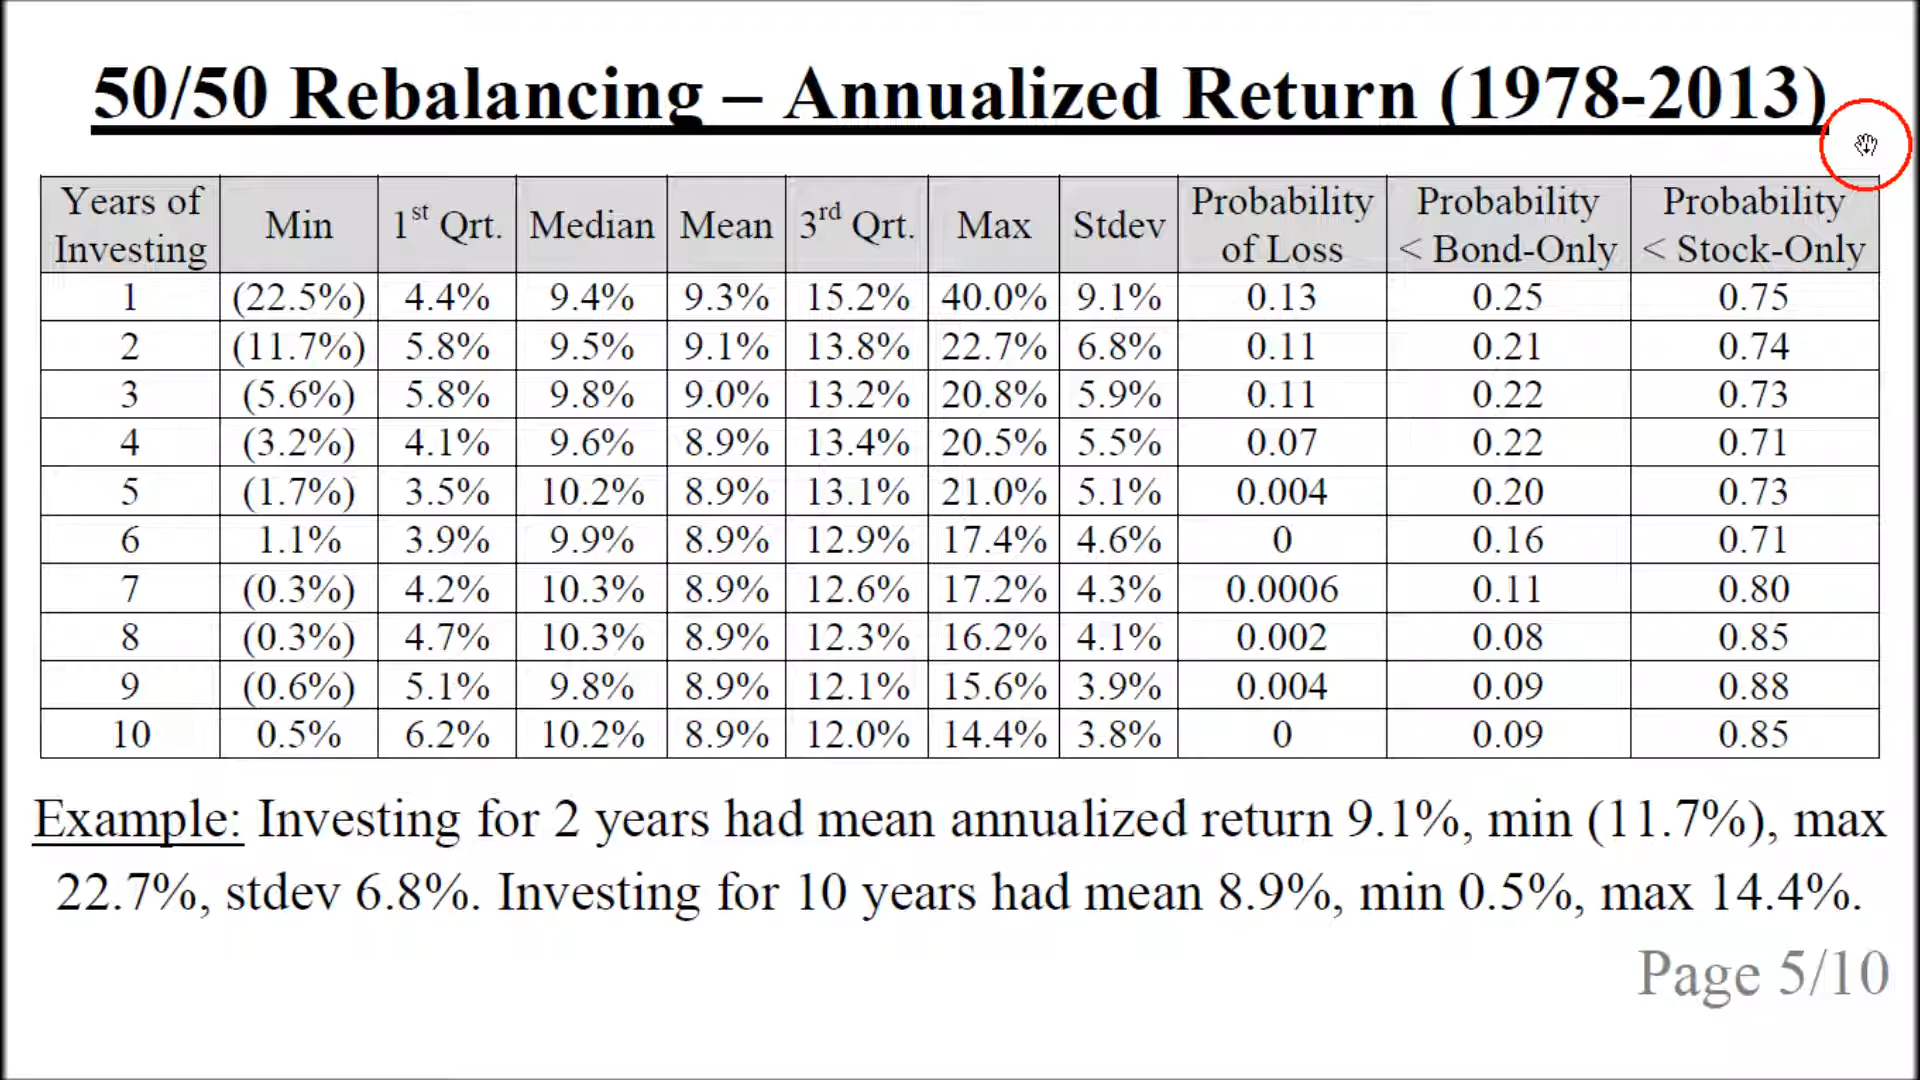 50/50 Rebalancing – Annualized Return (1978-2013)
Years of Investing Min 1st Qrt. Median Mean 3rd Qrt. Max Stdev Probability of Loss Probability < Bond-Only Probability < Stock-Only
1 (22.5%) 4.4% 9.4% 9.3% 15.2% 40.0% 9.1% 0.13 0.25 0.75
2 (11.7%) 5.8% 9.5% 9.1% 13.8% 22.7% 6.8% 0.11 0.21 0.74
3 (5.6%) 5.8% 9.8% 9.0% 13.2% 20.8% 5.9% 0.11 0.22 0.73
4 (3.2%) 4.1% 9.6% 8.9% 13.4% 20.5% 5.5% 0.07 0.22 0.71
5 (1.7%) 3.5% 10.2% 8.9% 13.1% 21.0% 5.1% 0.004 0.20 0.73
6 1.1% 3.9% 9.9% 8.9% 12.9% 17.4% 4.6% 0 0.16 0.71
7 (0.3%) 4.2% 10.3% 8.9% 12.6% 17.2% 4.3% 0.0006 0.11 0.80
8 (0.3%) 4.7% 10.3% 8.9% 12.3% 16.2% 4.1% 0.002 0.08 0.85
9 (0.6%) 5.1% 9.8% 8.9% 12.1% 15.6% 3.9% 0.004 0.09 0.88
10 0.5% 6.2% 10.2% 8.9% 12.0% 14.4% 3.8% 0 0.09 0.85
Example: Investing for 2 years had mean annualized return 9.1%, min (11.7%), max
22.7%, stdev 6.8%. Investing for 10 years had mean 8.9%, min 0.5%, max 14.4%.
Page 5/10